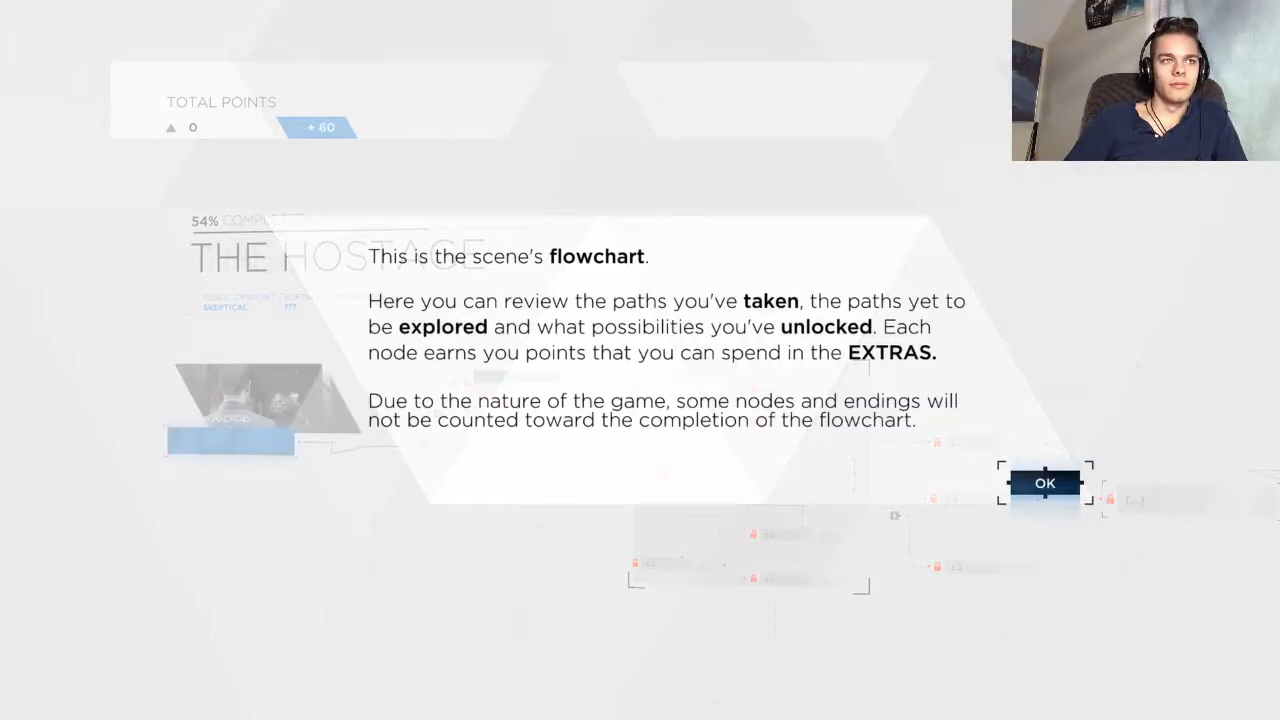 TOTAL POINTS
0
+ 60
54% COMPLETE
THE HOSTAGE
This is the scene's flowchart.
SKEPTICAL
???
Here you can review the paths you've taken, the paths yet to
be explored and what possibilities you've unlocked. Each
node earns you points that you can spend in the EXTRAS.
Due to the nature of the game, some nodes and endings will
not be counted toward the completion of the flowchart.
OK